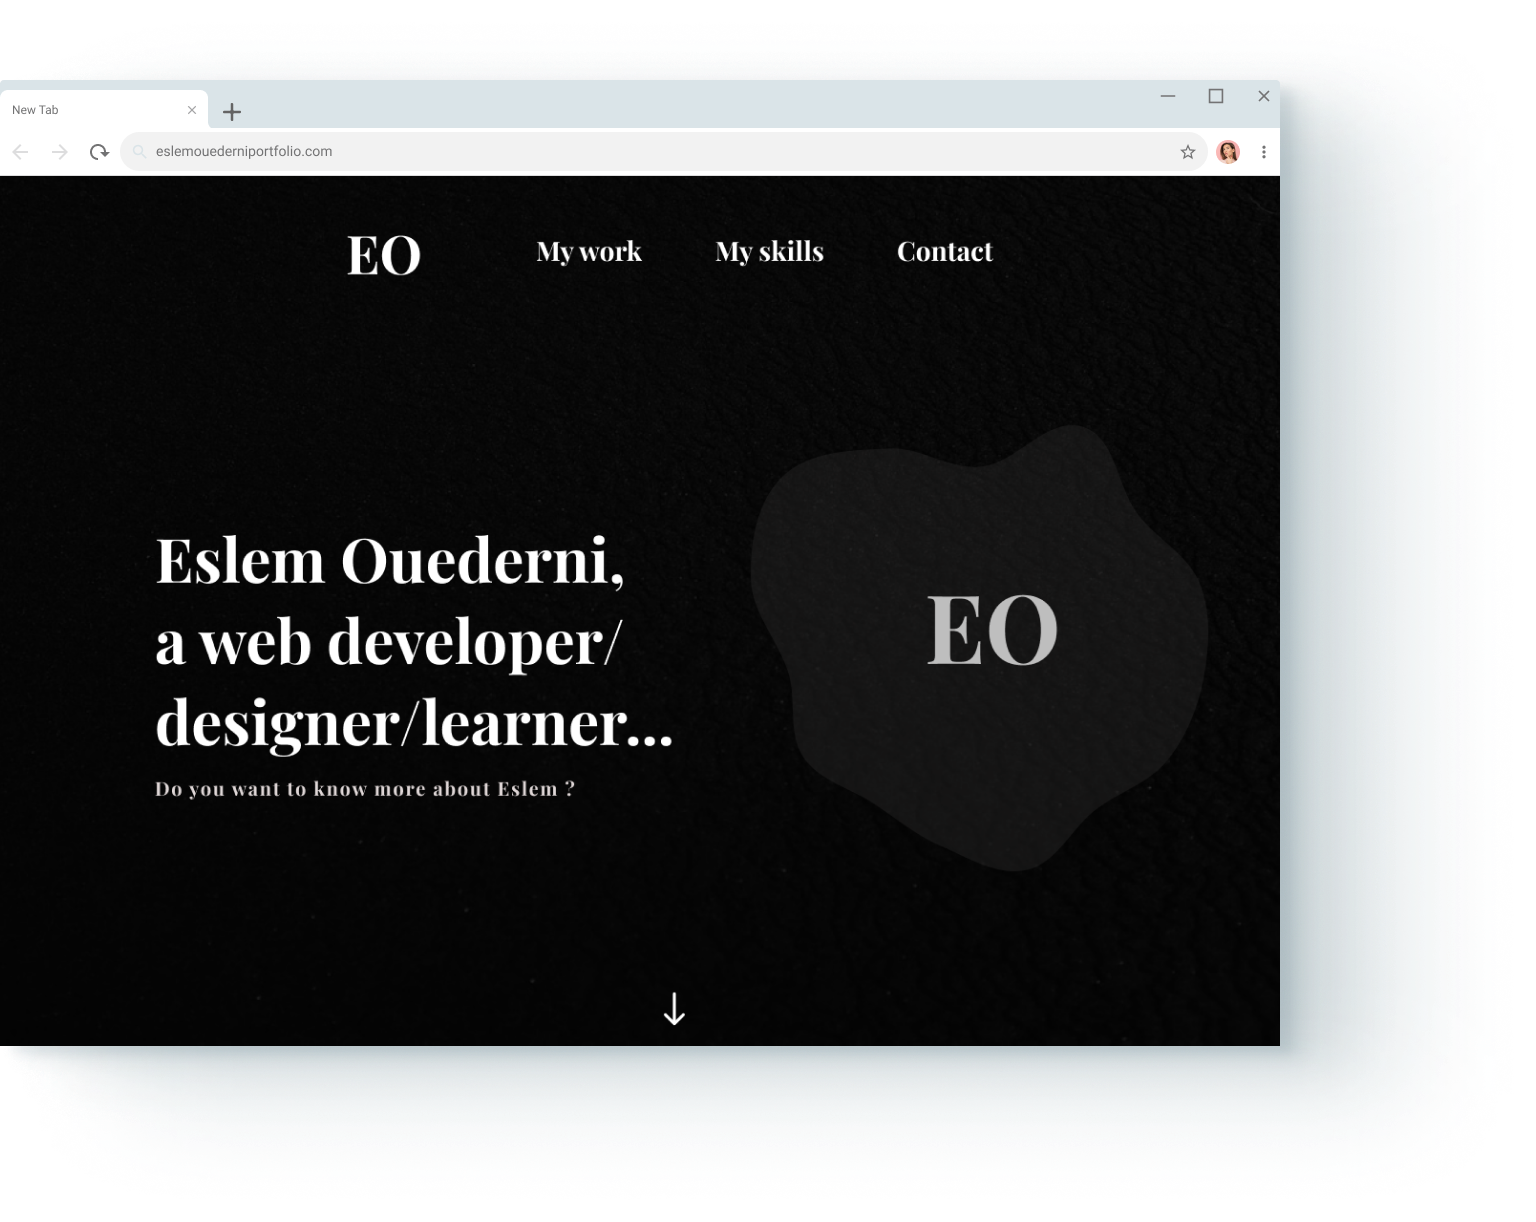 New Tab
eslemouederniportfolio.com
EO My work My skills Contact
Eslem Ouederni,
a web developer/
designer/learner...
Do you want to know more about Eslem ?
EO